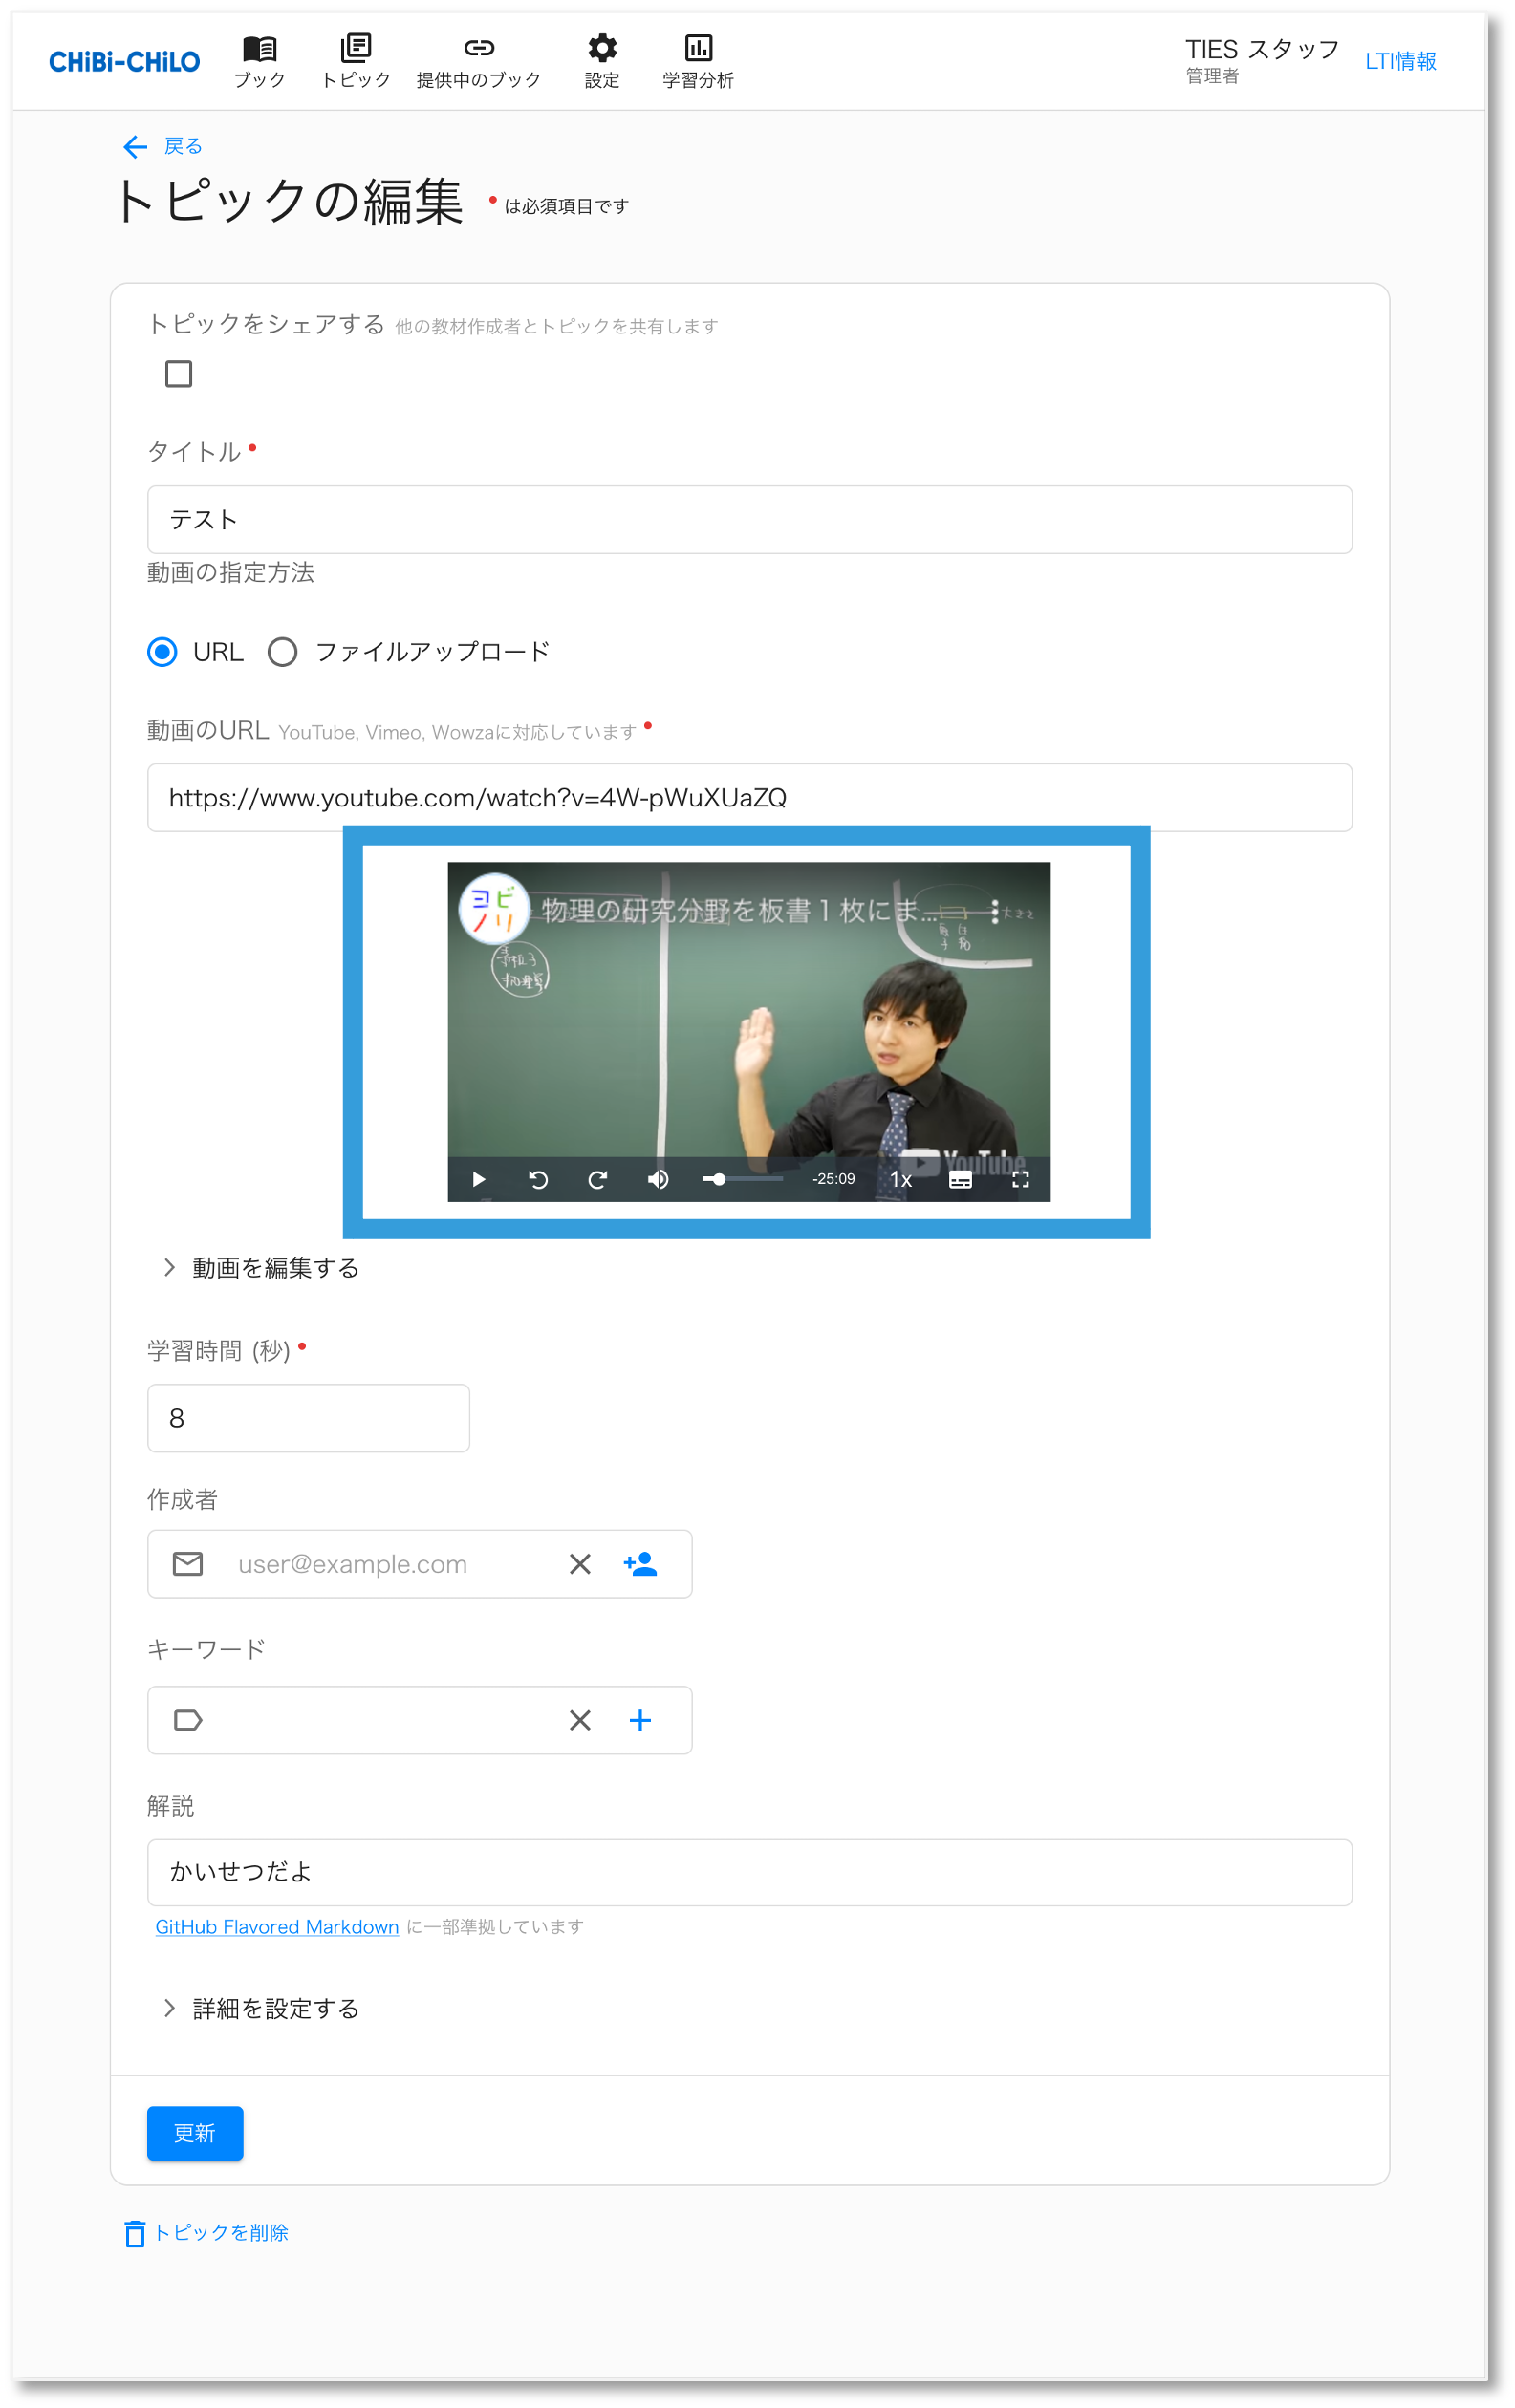 CHiBi-CHiLO
ブック
トピック
提供中のブック
設定
学習分析
TIES スタッフ
管理者
LTI情報
戻る
トピックの編集 • は必須項目です
トピックをシェアする 他の教材作成者とトピックを共有します
タイトル •
テスト
動画の指定方法
URL ファイルアップロード
動画のURL YouTube, Vimeo, Wowzaに対応しています •
https://www.youtube.com/watch?v=4W-pWuXUaZQ
ヨビ
ノリ
物理の研究分野を板書1枚にま...
YouTube
-25:09 1x
動画を編集する
学習時間 (秒) •
8
作成者
user@example.com
キーワード
解説
かいせつだよ
GitHub Flavored Markdown に一部準拠しています
詳細を設定する
更新
トピックを削除